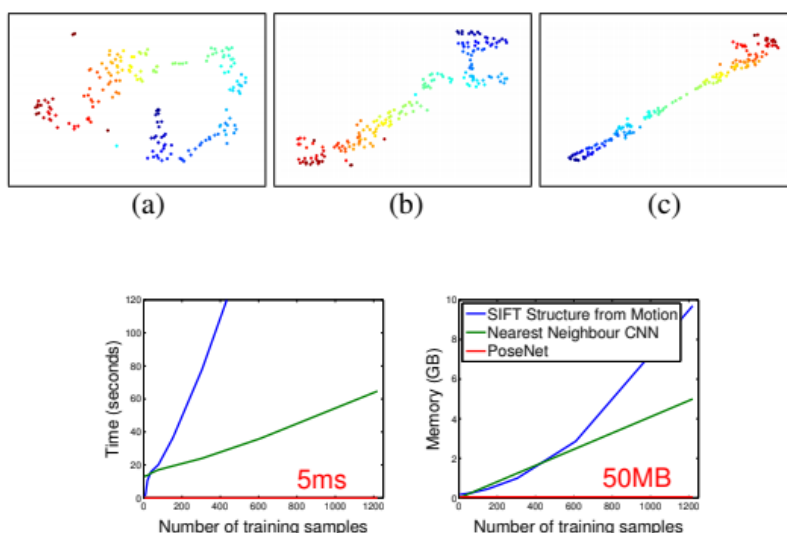 (a)
(b)
(c)
120
100
80
60
40
20
0
Time (seconds)
5ms
0 200 400 600 800 1000 1200
Number of training samples
10
8
6
4
2
0
Memory (GB)
SIFT Structure from Motion
Nearest Neighbour CNN
PoseNet
50MB
0 200 400 600 800 1000 1200
Number of training samples